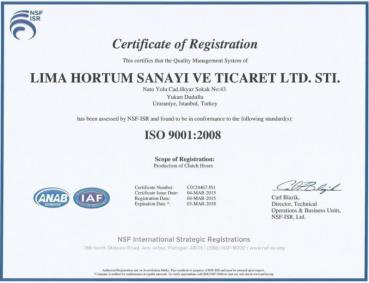 NSF
ISR
Certificate of Registration
This certifies that the Quality Management System of
LIMA HORTUM SANAYI VE TICARET LTD. STI.
Nato Yolu Cad.ilkyaz Sokak No:43
Yukarı Dudullu
Umraniye, Istanbul, Turkey
has been assessed by NSF-ISR and found to be in conformance to the following standard(s):
ISO 9001:2008
Scope of Registration:
Production of Clutch Hoses
ANAB
IAF
Certificate Number:
Certificate Issue Date: 04-MAR-2015
Registration Date: 04-MAR-2015
Expiration Date *: 03-MAR-2018
Carl Blazik,
Director, Technical
Operations & Business Units,
NSF-ISR, Ltd.
NSF International Strategic Registrations
789 North Dixboro Road, Ann Arbor, Michigan 48105 | (888) NSF-9000 | www.nsf-isr.org